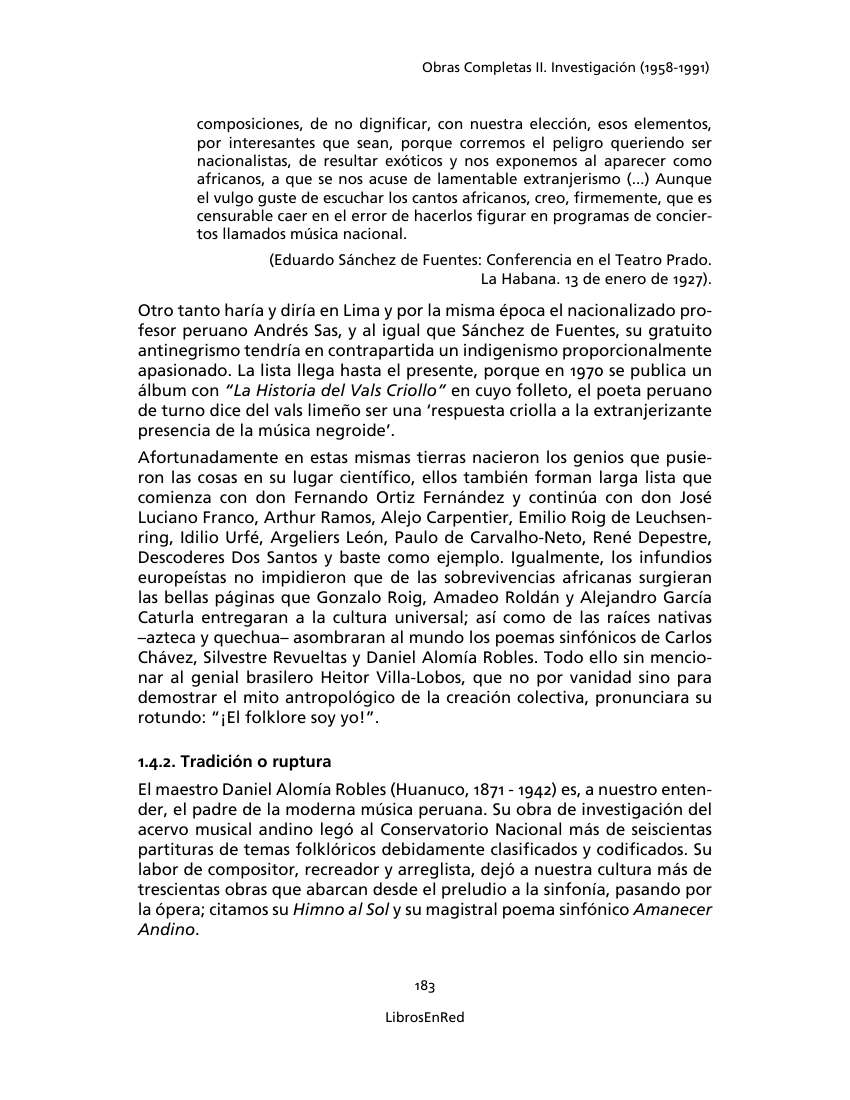 Obras Completas II. Investigación (1958-1991)
composiciones, de no dignificar, con nuestra elección, esos elementos,
por interesantes que sean, porque corremos el peligro queriendo ser
nacionalistas, de resultar exóticos y nos exponemos al aparecer como
africanos, a que se nos acuse de lamentable extranjerismo (...) Aunque
el vulgo guste de escuchar los cantos africanos, creo, firmemente, que es
censurable caer en el error de hacerlos figurar en programas de concier-
tos llamados música nacional.
(Eduardo Sánchez de Fuentes: Conferencia en el Teatro Prado.
La Habana. 13 de enero de 1927).
Otro tanto haría y diría en Lima y por la misma época el nacionalizado pro-
fesor peruano Andrés Sas, y al igual que Sánchez de Fuentes, su gratuito
antinegrismo tendría en contrapartida un indigenismo proporcionalmente
apasionado. La lista llega hasta el presente, porque en 1970 se publica un
álbum con “La Historia del Vals Criollo” en cuyo folleto, el poeta peruano
de turno dice del vals limeño ser una ‘respuesta criolla a la extranjerizante
presencia de la música negroide’.
Afortunadamente en estas mismas tierras nacieron los genios que pusie-
ron las cosas en su lugar científico, ellos también forman larga lista que
comienza con don Fernando Ortiz Fernández y continúa con don José
Luciano Franco, Arthur Ramos, Alejo Carpentier, Emilio Roig de Leuchsen-
ring, Idilio Urfé, Argeliers León, Paulo de Carvalho-Neto, René Depestre,
Descoderes Dos Santos y baste como ejemplo. Igualmente, los infundios
europeístas no impidieron que de las sobrevivencias africanas surgieran
las bellas páginas que Gonzalo Roig, Amadeo Roldán y Alejandro García
Caturla entregaran a la cultura universal; así como de las raíces nativas
–azteca y quechua– asombraran al mundo los poemas sinfónicos de Carlos
Chávez, Silvestre Revueltas y Daniel Alomía Robles. Todo ello sin mencio-
nar al genial brasilero Heitor Villa-Lobos, que no por vanidad sino para
demostrar el mito antropológico de la creación colectiva, pronunciara su
rotundo: “¡El folklore soy yo!”.
1.4.2. Tradición o ruptura
El maestro Daniel Alomía Robles (Huanuco, 1871 - 1942) es, a nuestro enten-
der, el padre de la moderna música peruana. Su obra de investigación del
acervo musical andino legó al Conservatorio Nacional más de seiscientas
partituras de temas folklóricos debidamente clasificados y codificados. Su
labor de compositor, recreador y arreglista, dejó a nuestra cultura más de
trescientas obras que abarcan desde el preludio a la sinfonía, pasando por
la ópera; citamos su Himno al Sol y su magistral poema sinfónico Amanecer
Andino.
183
LibrosEnRed